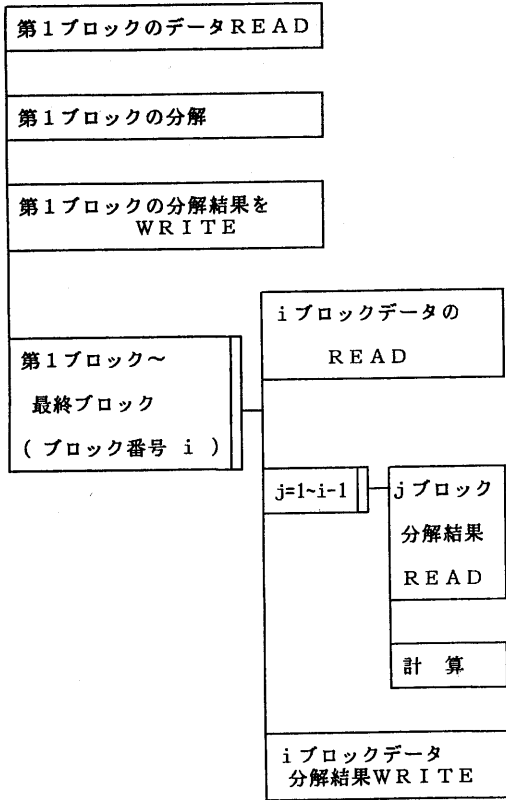 第１ブロックのデータＲＥＡＤ
第１ブロックの分解
第１ブロックの分解結果を
ＷＲＩＴＥ
第１ブロック～
最終ブロック
（ ブロック番号 ｉ ）
ｉブロックデータの
ＲＥＡＤ
j=1~i-1
ｊブロック
分解結果
ＲＥＡＤ
計 算
ｉブロックデータ
分解結果ＷＲＩＴＥ